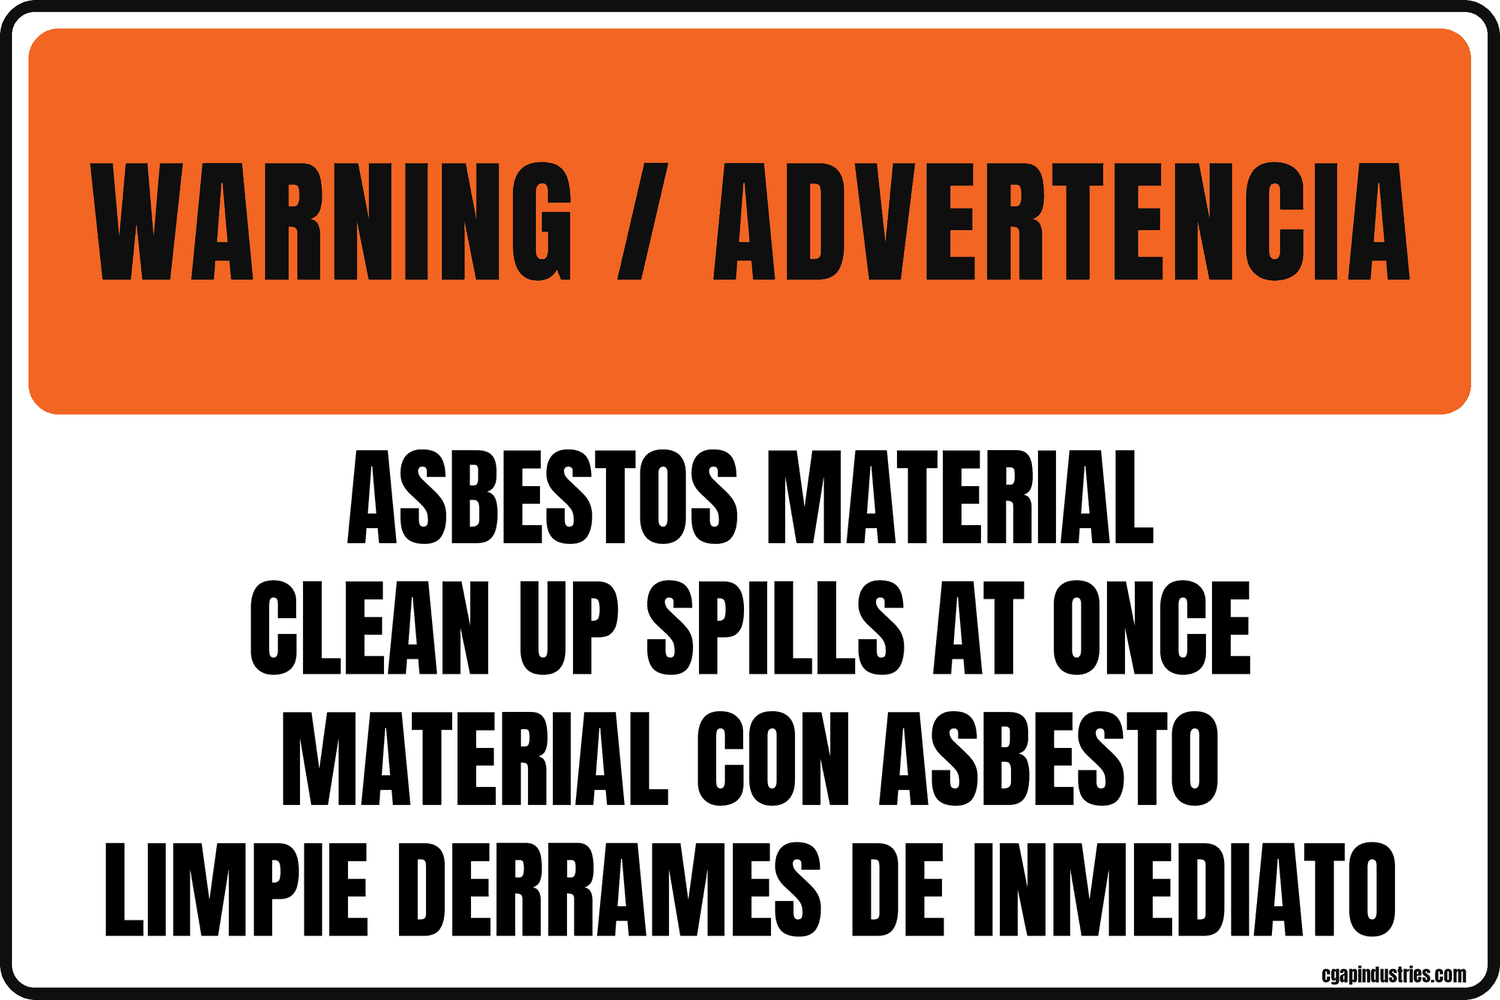 WARNING / ADVERTENCIA
ASBESTOS MATERIAL
CLEAN UP SPILLS AT ONCE
MATERIAL CON ASBESTO
LIMPIE DERRAMES DE INMEDIATO
cgapindustries.com